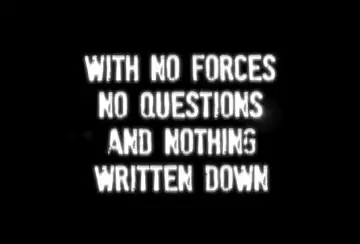 WITH NO FORCES
NO QUESTIONS
AND NOTHING
WRITTEN DOWN